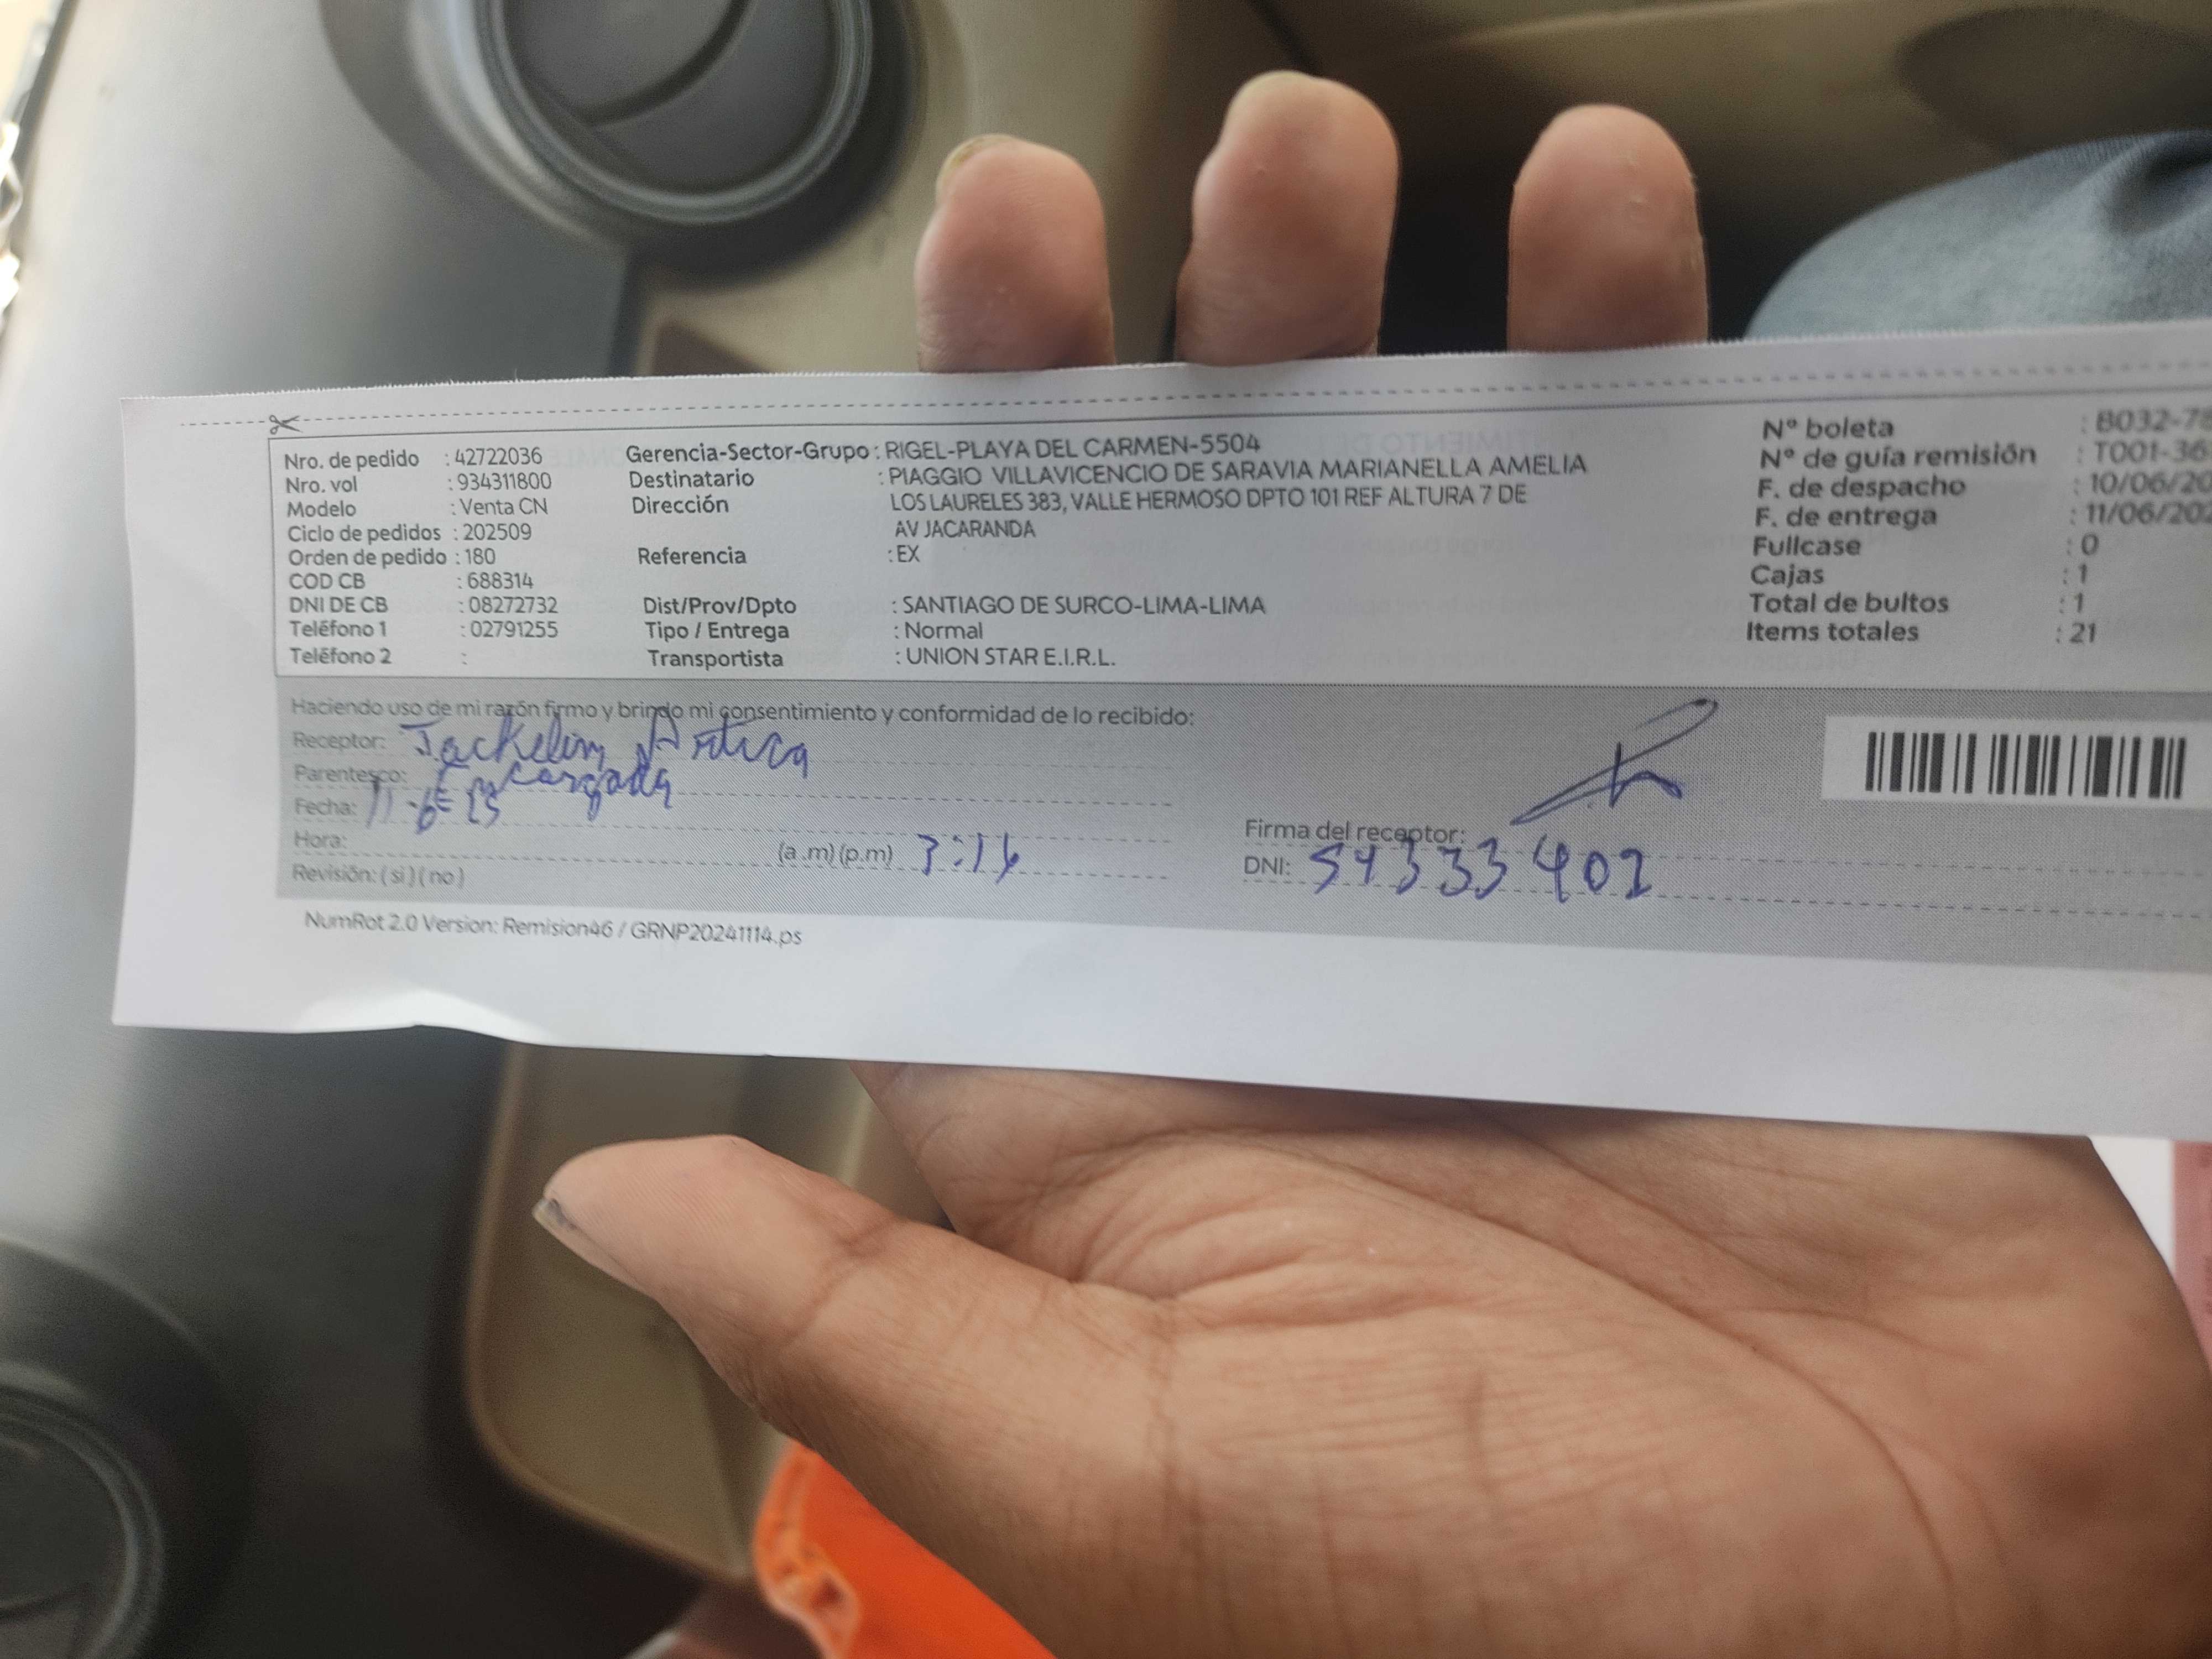 Nro. de pedido : 42722036
Nro. vol : 934311800
Modelo : Venta CN
Ciclo de pedidos : 202509
Orden de pedido : 180
COD CB : 688314
DNI DE CB : 08272732
Teléfono 1 : 02791255
Teléfono 2 :
Gerencia-Sector-Grupo : RIGEL-PLAYA DEL CARMEN-5504
Destinatario : PIAGGIO VILLAVICENCIO DE SARAVIA MARIANELLA AMELIA
Dirección LOS LAURELES 383, VALLE HERMOSO DPTO 101 REF ALTURA 7 DE
AV JACARANDA
Referencia : EX
Dist/Prov/Dpto : SANTIAGO DE SURCO-LIMA-LIMA
Tipo / Entrega : Normal
Transportista : UNION STAR E.I.R.L.
Nº boleta : B032-78
Nº de guía remisión : T001-36
F. de despacho : 10/06/20
F. de entrega : 11/06/202
Fullcase : 0
Cajas : 1
Total de bultos : 1
Items totales : 21
Haciendo uso de mi razón firmo y brindo mi consentimiento y conformidad de lo recibido:
Receptor: Jackelin Artica
Parentesco: Encargada
Fecha: 11-6-25
Hora: (a.m) (p.m) 3:16
Revisión: ( si ) ( no )
Firma del receptor:
DNI: 54333402
NumRot 2.0 Version: Remision46 / GRNP20241114.ps